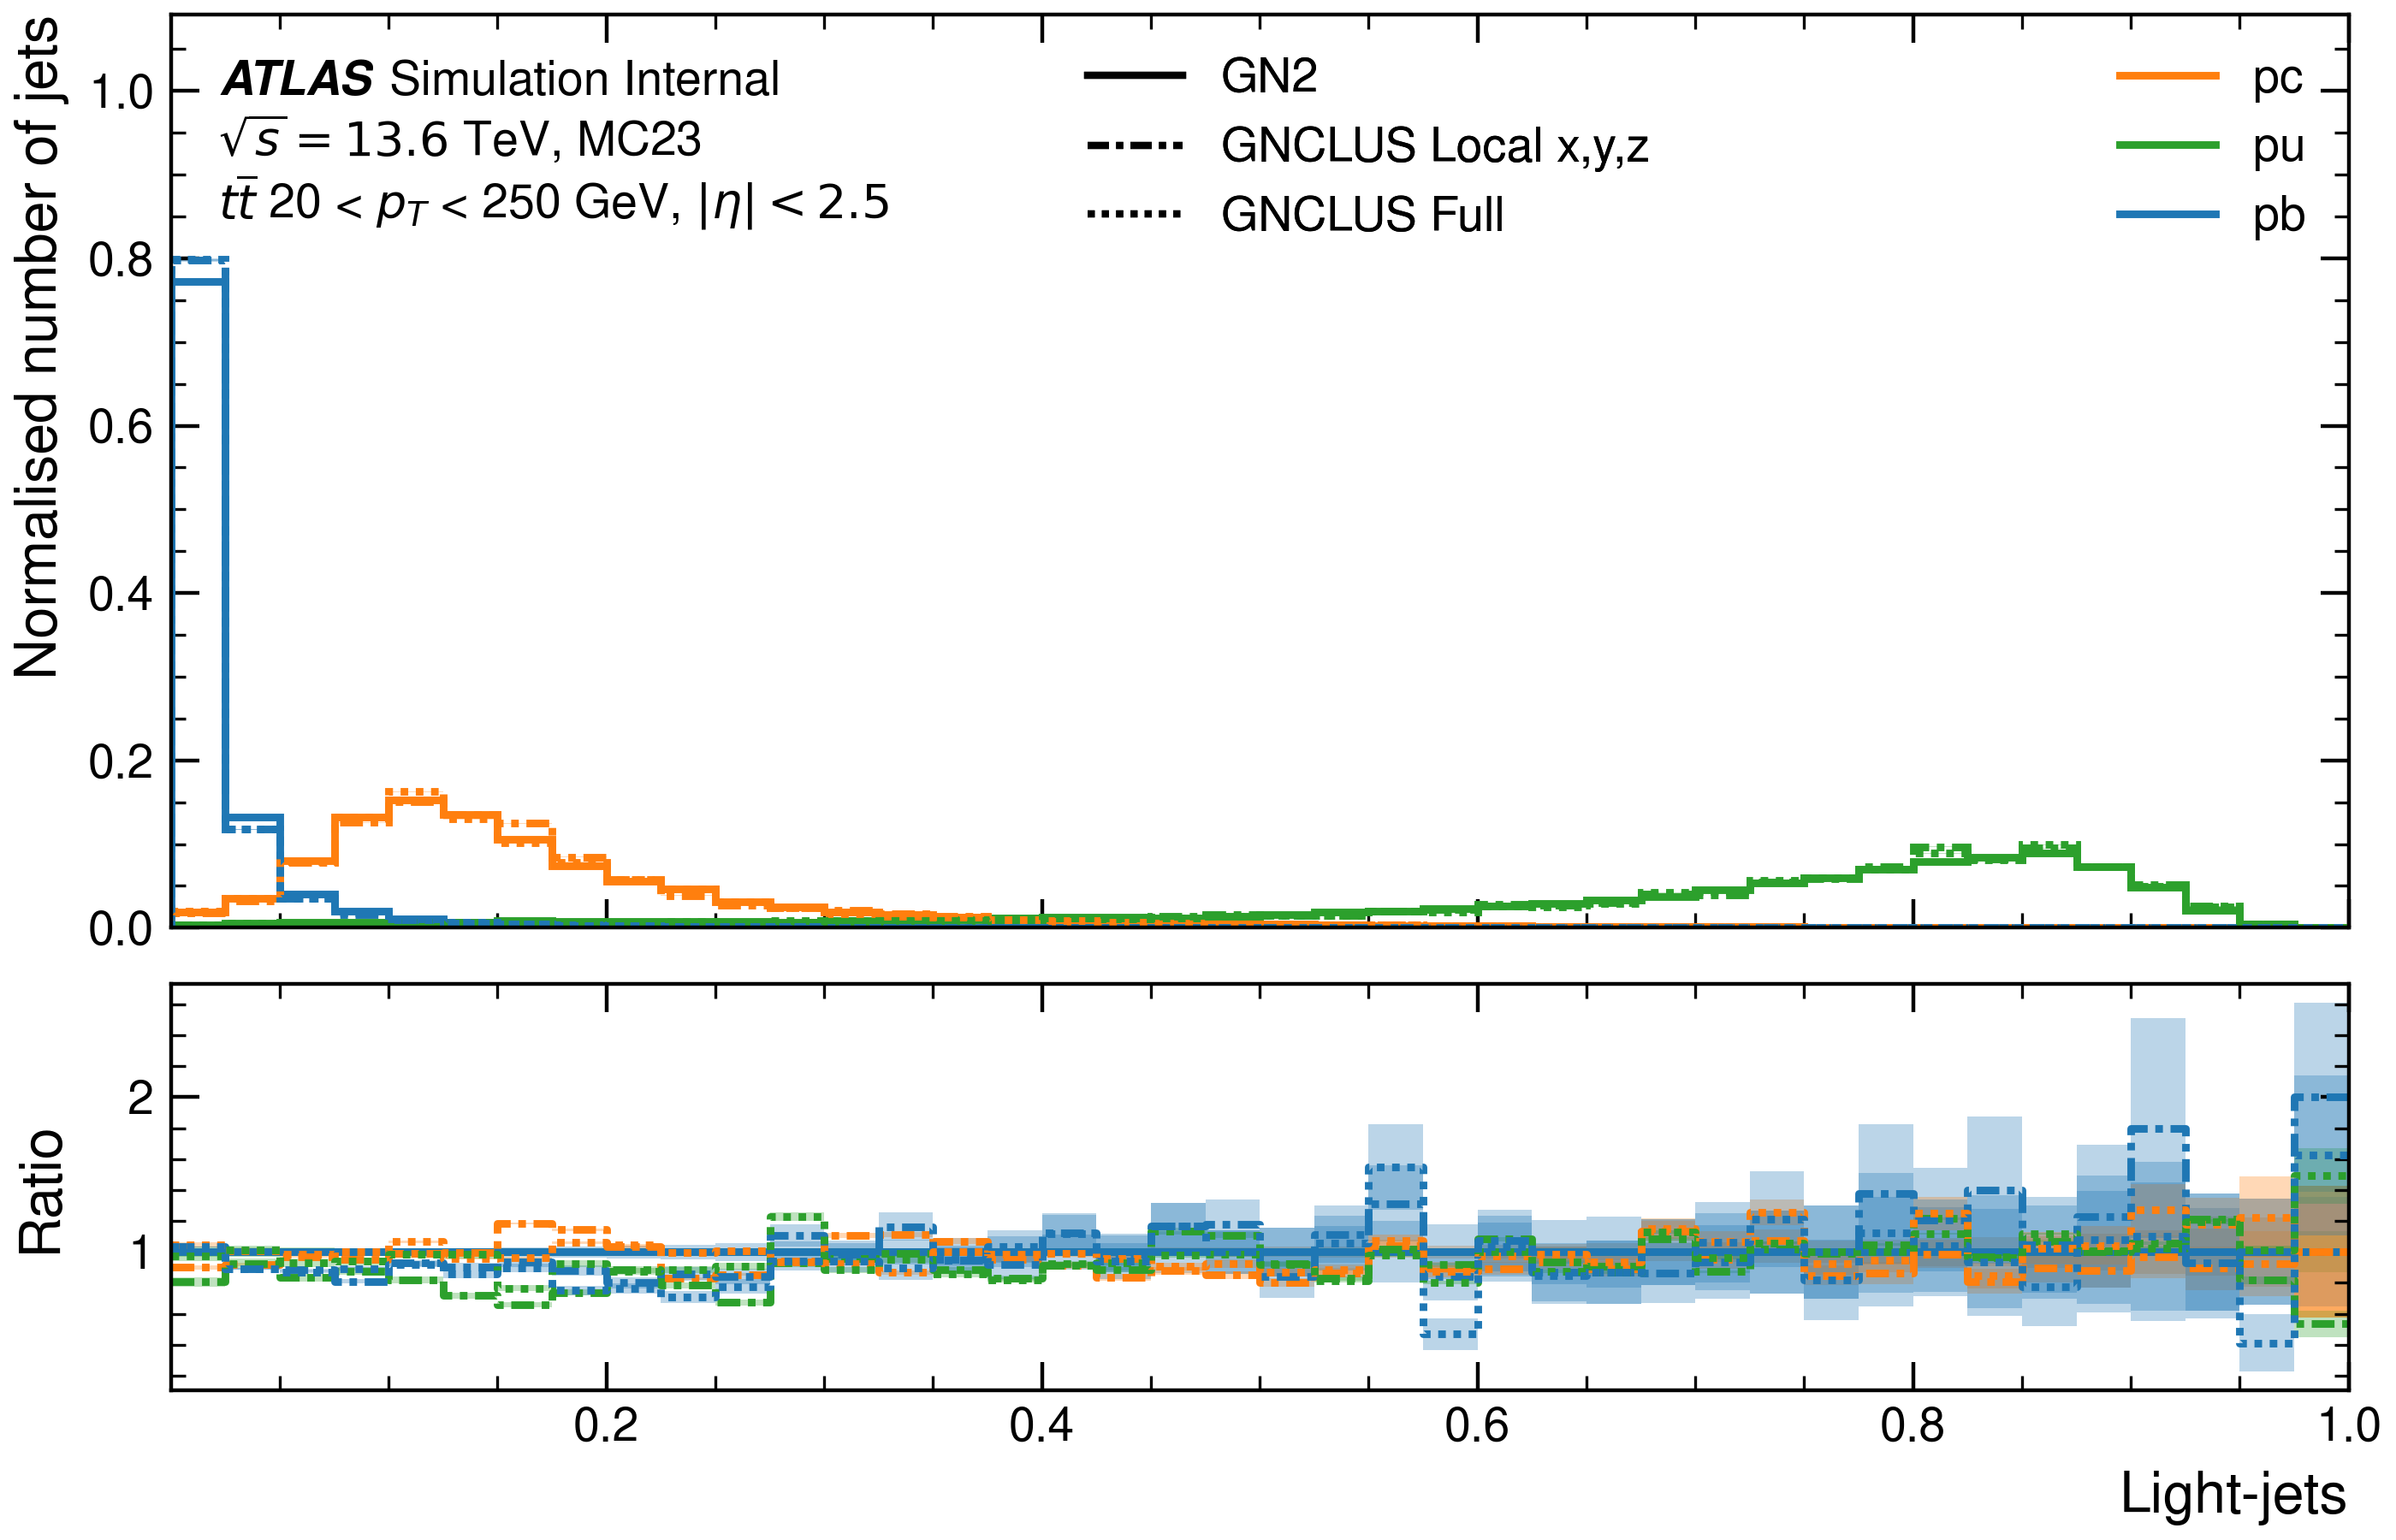 Normalised number of jets
1.0
0.8
0.6
0.4
0.2
0.0
ATLAS Simulation Internal
√s = 13.6 TeV, MC23
tt̄ 20 < p_T < 250 GeV, |η| < 2.5
GN2
GNCLUS Local x,y,z
GNCLUS Full
pc
pu
pb
Ratio
2
1
0.2 0.4 0.6 0.8 1.0
Light-jets